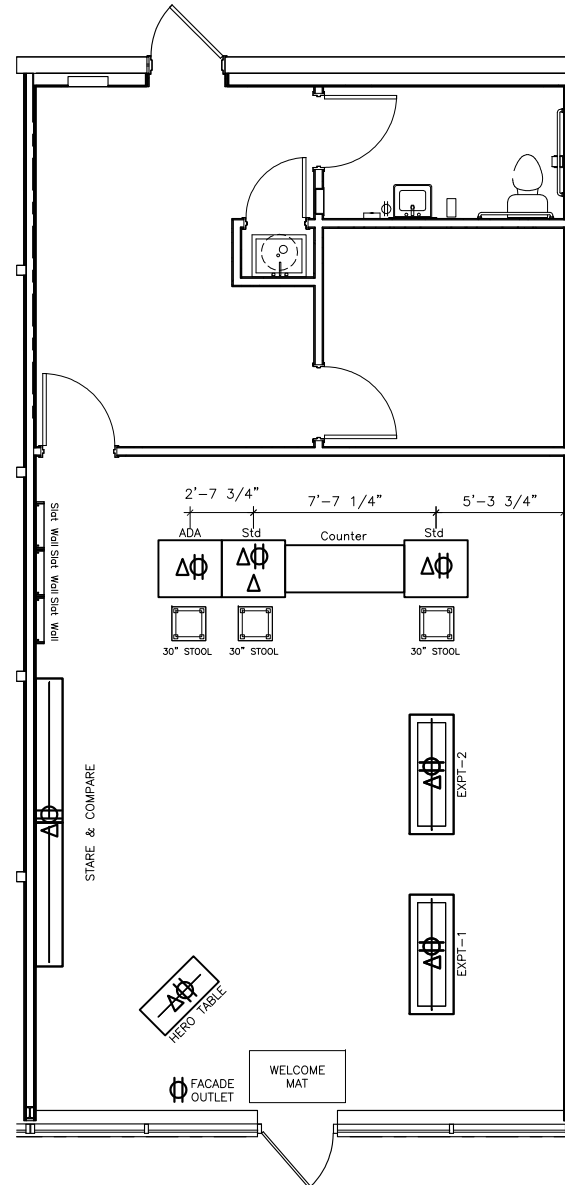 2'-7 3/4"
7'-7 1/4"
5'-3 3/4"
ADA
Std
Counter
Std
30" STOOL
30" STOOL
30" STOOL
Slat Wall
Slat Wall
Slat Wall
STARE & COMPARE
EXPT-2
EXPT-1
HERO TABLE
FACADE
OUTLET
WELCOME
MAT